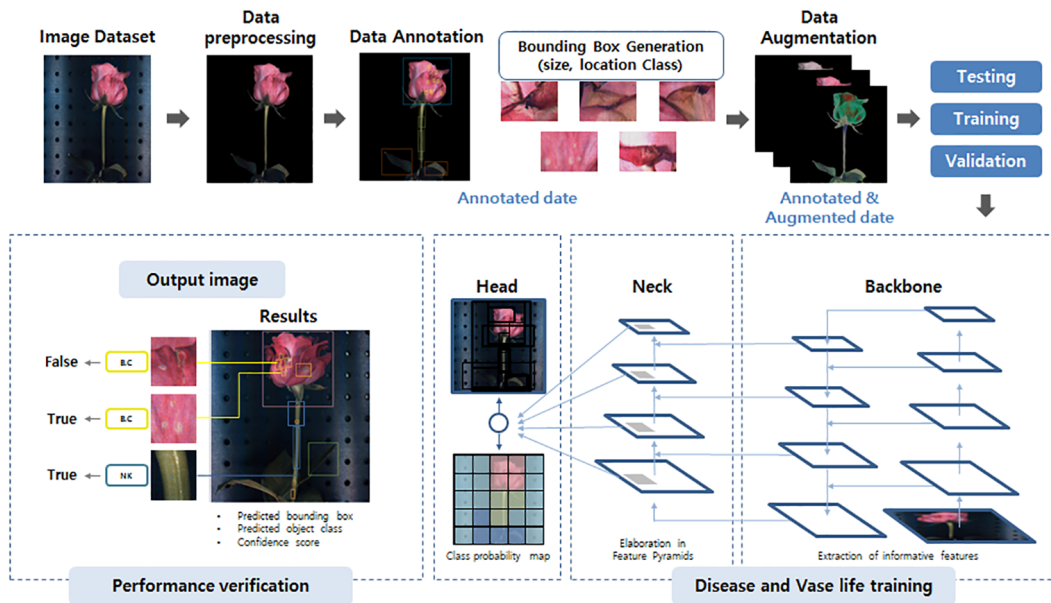 Image Dataset
Data
preprocessing
Data Annotation
Bounding Box Generation
(size, location Class)
Data
Augmentation
Testing
Training
Validation
Annotated date
Annotated &
Augmented date
Output image
Results
False
B.C
True
B.C
True
NK
• Predicted bounding box
• Predicted object class
• Confidence score
Performance verification
Head
Class probability map
Neck
Elaboration in
Feature Pyramids
Backbone
Extraction of informative features
Disease and Vase life training